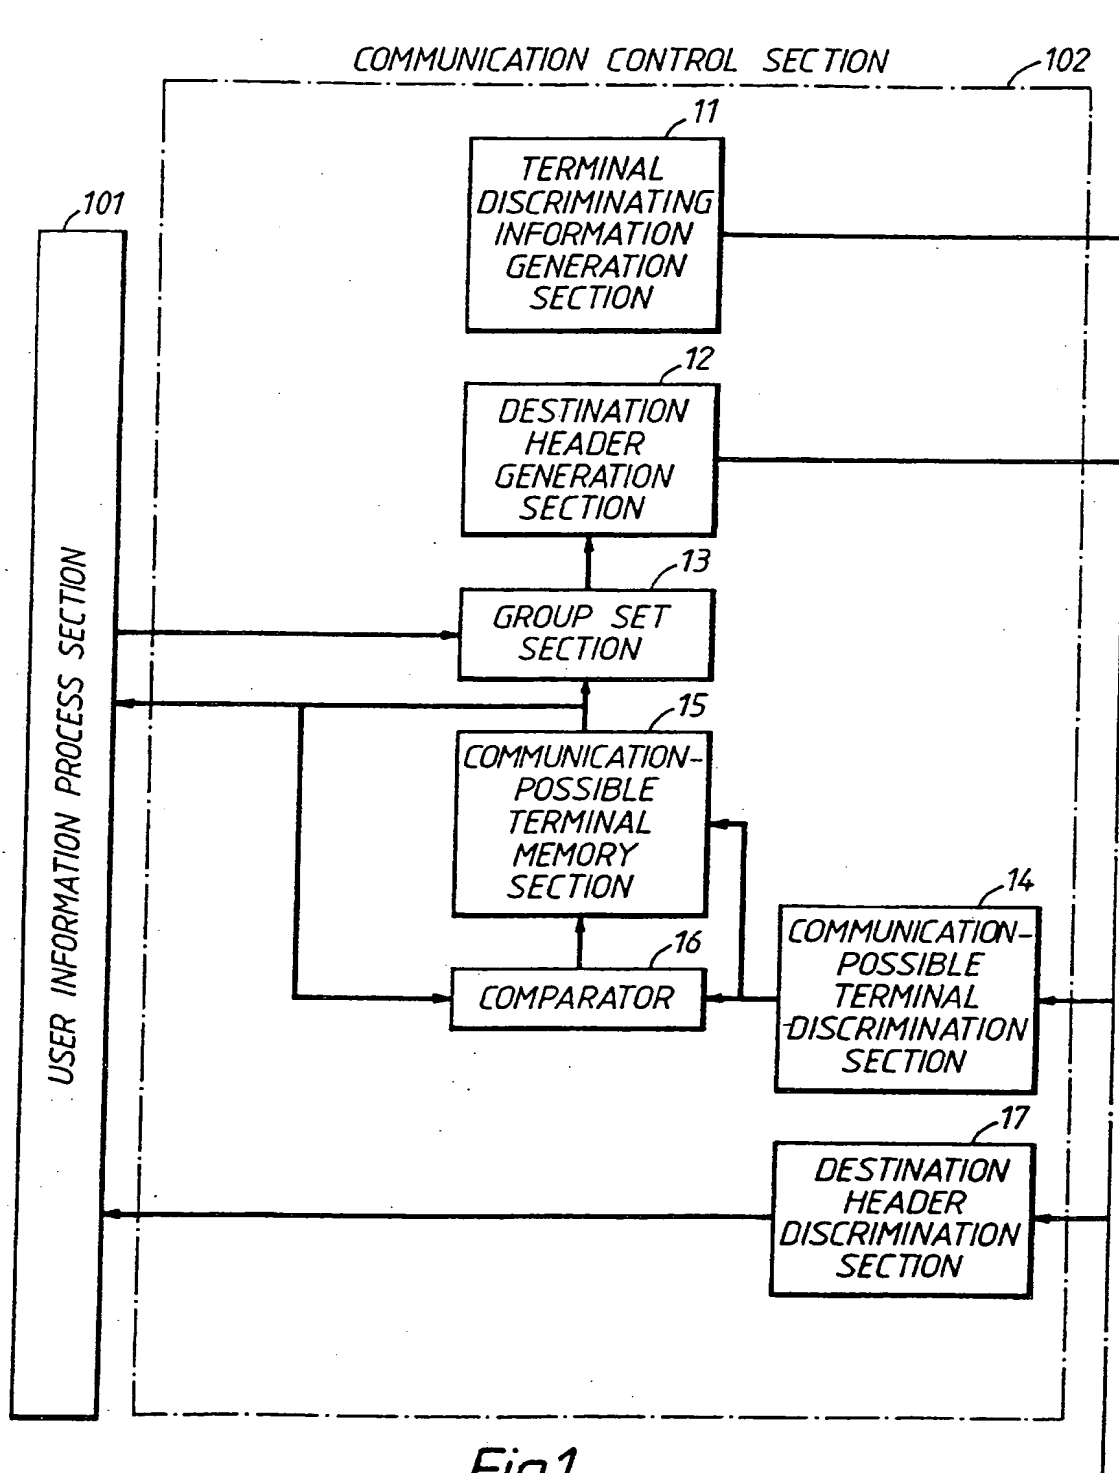 COMMUNICATION CONTROL SECTION
102
11
TERMINAL
DISCRIMINATING
INFORMATION
GENERATION
SECTION
101
USER INFORMATION PROCESS SECTION
12
DESTINATION
HEADER
GENERATION
SECTION
13
GROUP SET
SECTION
15
COMMUNICATION-
POSSIBLE
TERMINAL
MEMORY
SECTION
16
COMPARATOR
14
COMMUNICATION-
POSSIBLE
TERMINAL
DISCRIMINATION
SECTION
17
DESTINATION
HEADER
DISCRIMINATION
SECTION
Fig.1